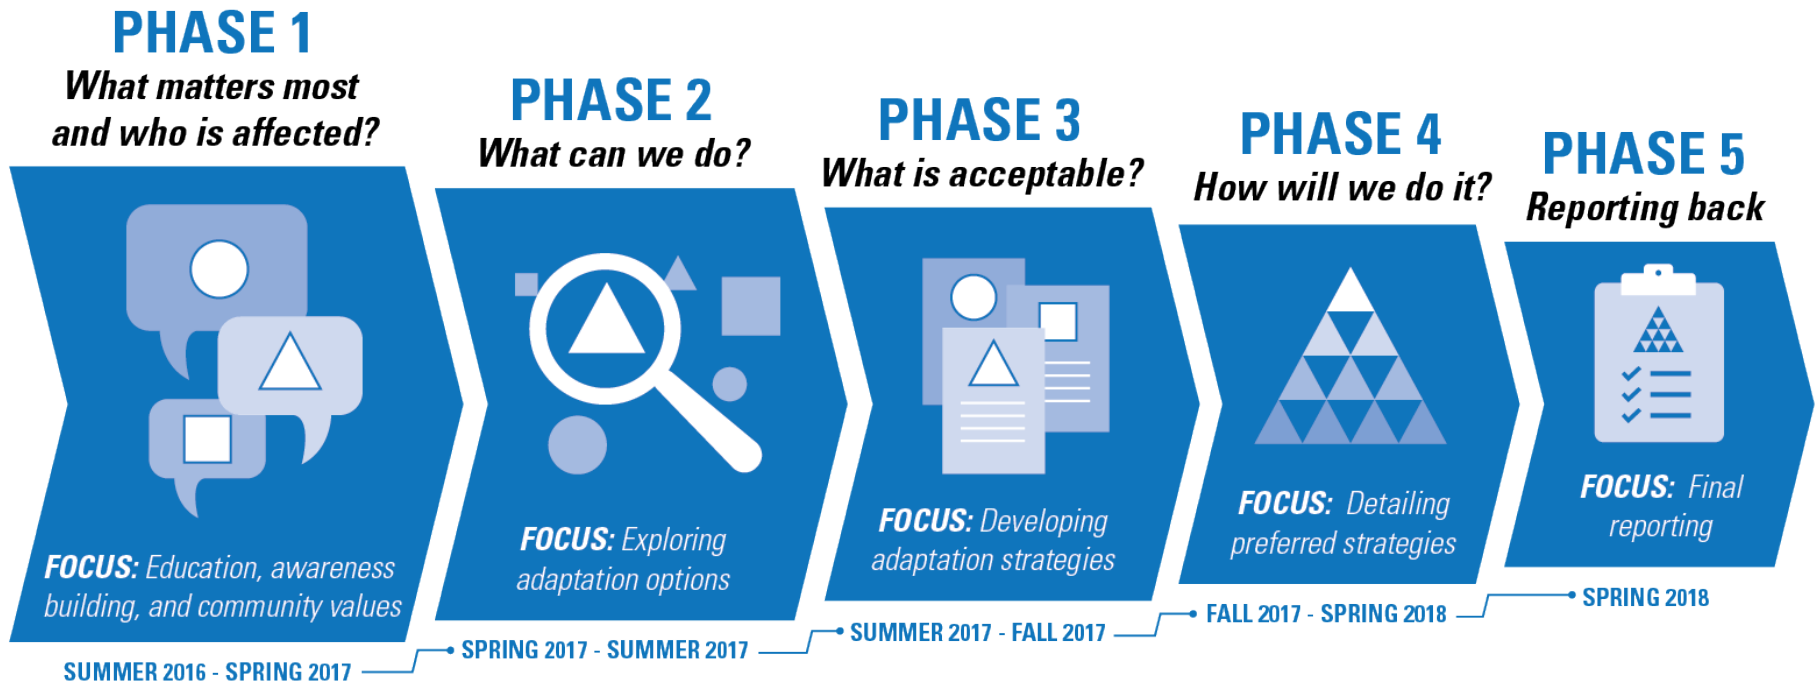 PHASE 1
What matters most
and who is affected?
FOCUS: Education, awareness
building, and community values
SUMMER 2016 - SPRING 2017
PHASE 2
What can we do?
FOCUS: Exploring
adaptation options
SPRING 2017 - SUMMER 2017
PHASE 3
What is acceptable?
FOCUS: Developing
adaptation strategies
SUMMER 2017 - FALL 2017
PHASE 4
How will we do it?
FOCUS: Detailing
preferred strategies
FALL 2017 - SPRING 2018
PHASE 5
Reporting back
FOCUS: Final
reporting
SPRING 2018